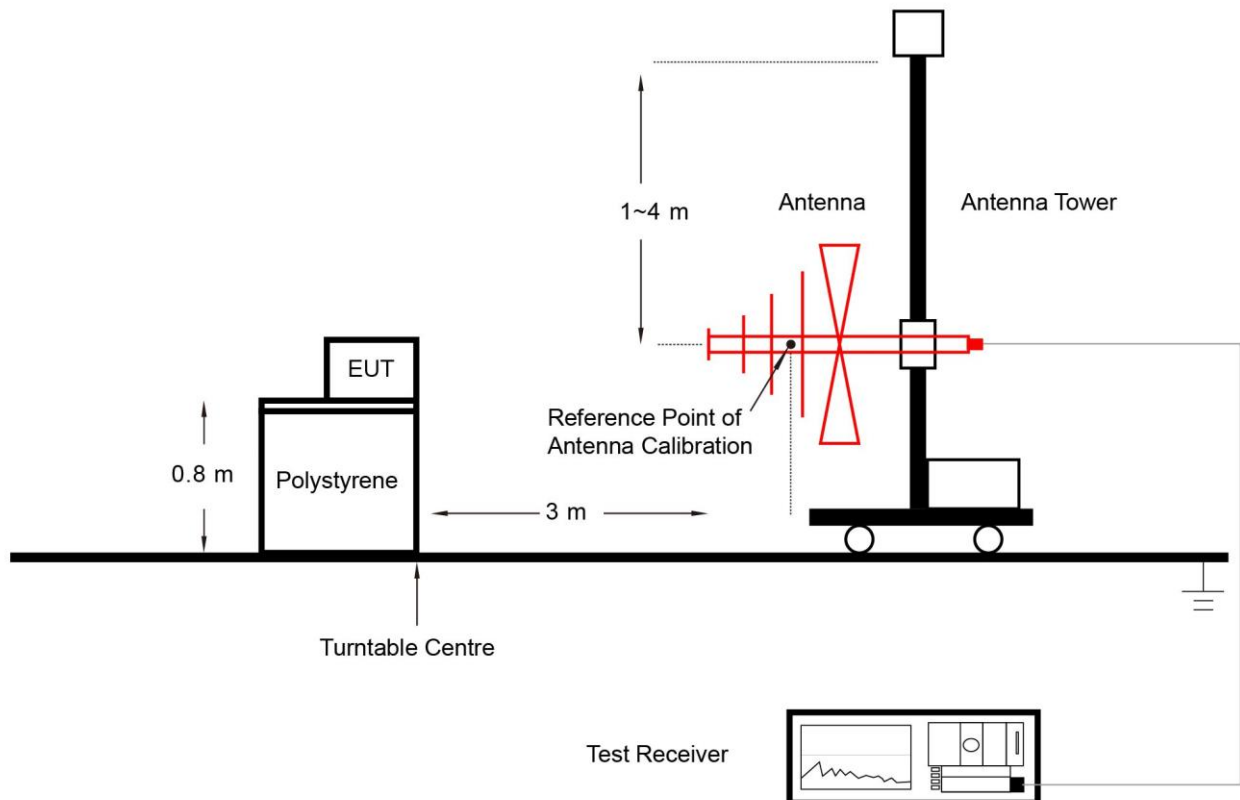 1~4 m
Antenna
Antenna Tower
EUT
Reference Point of
Antenna Calibration
0.8 m
Polystyrene
3 m
Turntable Centre
Test Receiver